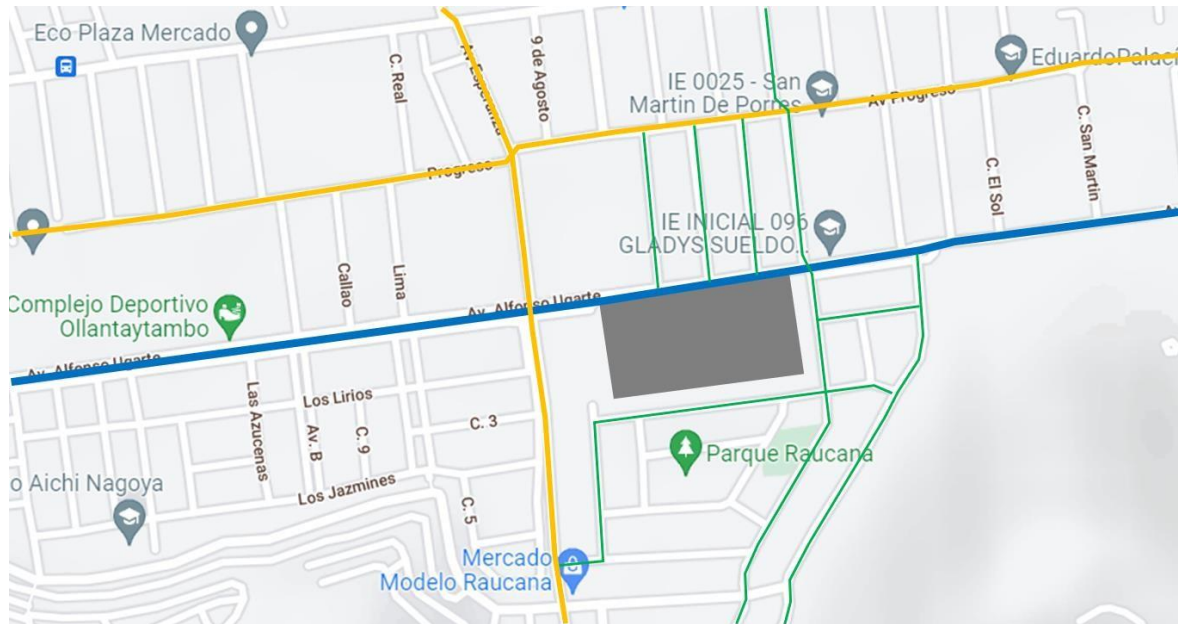 Eco Plaza Mercado
C. Real
Av Esperanza
9 de Agosto
IE 0025 - San
Martin De Porres
EduardoPalaci
Av Progreso
C. San Martin
C. El Sol
Progreso
IE INICIAL 096
GLADYS SUELDO...
Callao
Lima
Complejo Deportivo
Ollantaytambo
Av. Alfonso Ugarte
Av. Alfonso Ugarte
Las Azucenas
Los Lirios
Av. B
C. 9
C. 3
Parque Raucana
o Aichi Nagoya
Los Jazmines
C. 5
Mercado
Modelo Raucana